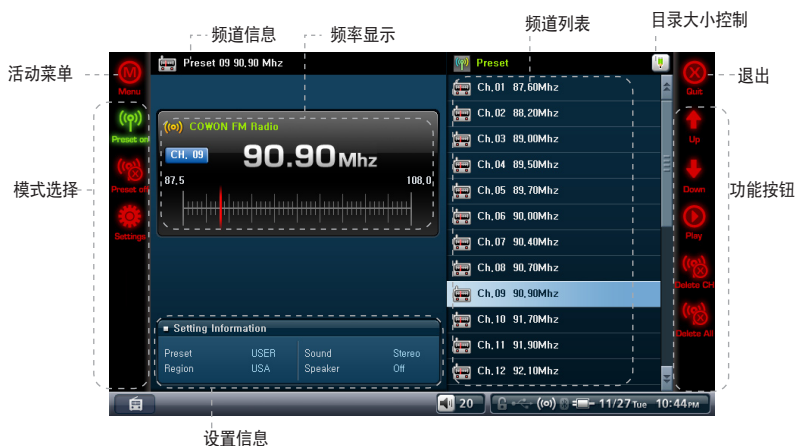 频道信息
频率显示
频道列表
目录大小控制
活动菜单
退出
模式选择
功能按钮
设置信息
Menu
Preset on
Preset off
Settings
Preset 09 90,90 Mhz
COWON FM Radio
CH. 09
90.90 Mhz
87,5
108,0
Setting Information
Preset USER Sound Stereo
Region USA Speaker Off
Preset
Ch,01 87,60Mhz
Ch,02 88,20Mhz
Ch,03 89,00Mhz
Ch,04 89,50Mhz
Ch,05 89,70Mhz
Ch,06 90,00Mhz
Ch,07 90,40Mhz
Ch,08 90,70Mhz
Ch,09 90,90Mhz
Ch,10 91,70Mhz
Ch,11 91,90Mhz
Ch,12 92,10Mhz
Quit
Up
Down
Play
Delete CH
Delete All
20
11/27 Tue 10:44 PM